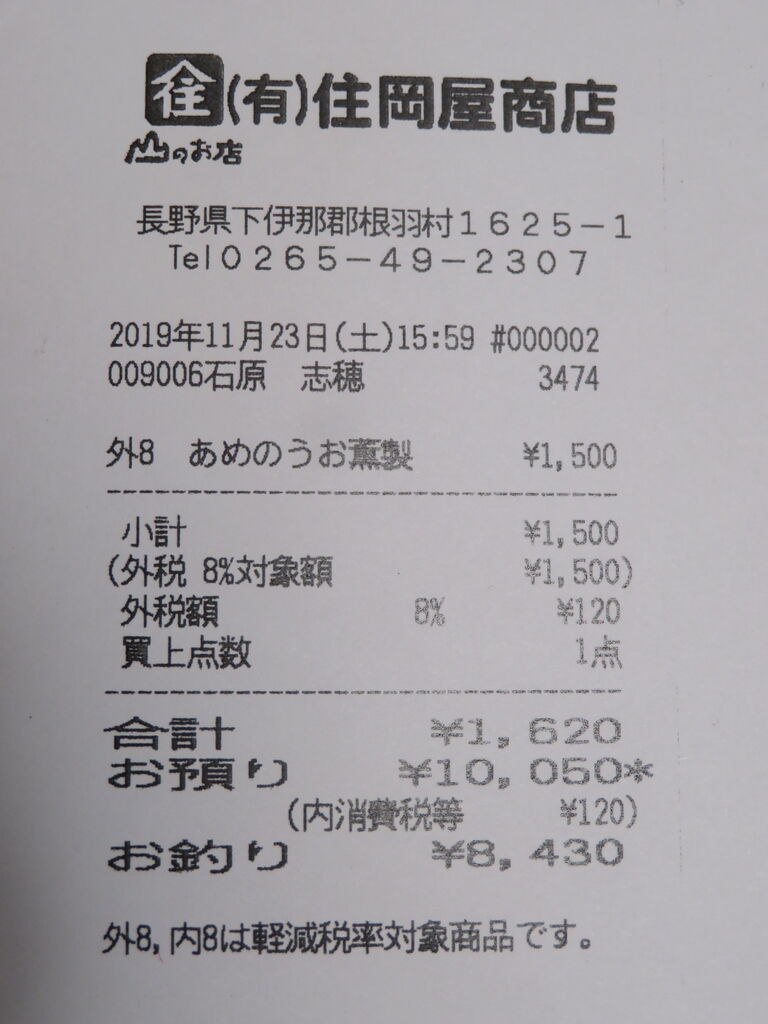 住 (有)住岡屋商店
山のお店
長野県下伊那郡根羽村1625-1
Tel0265-49-2307
2019年11月23日(土)15:59 #000002
009006石原 志穂 3474
外8 あめのうお薫製 ¥1,500
小計 ¥1,500
(外税 8%対象額 ¥1,500)
外税額 8% ¥120
買上点数 1点
合計 ¥1,620
お預り ¥10,050*
(内消費税等 ¥120)
お釣り ¥8,430
外8,内8は軽減税率対象商品です。